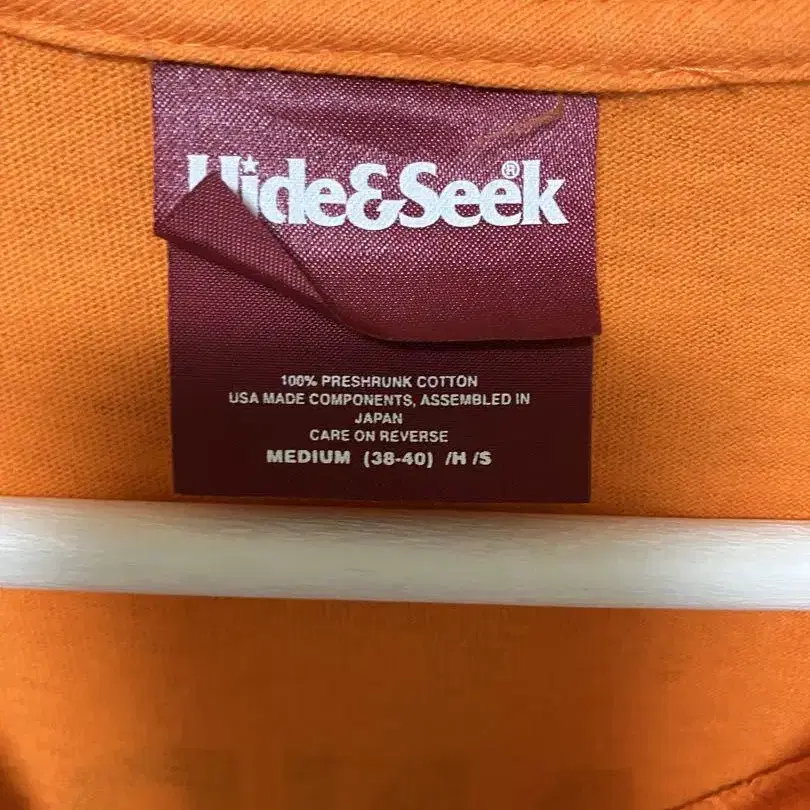 Hide&Seek®
100% PRESHRUNK COTTON
USA MADE COMPONENTS, ASSEMBLED IN
JAPAN
CARE ON REVERSE
MEDIUM (38-40) /H /S